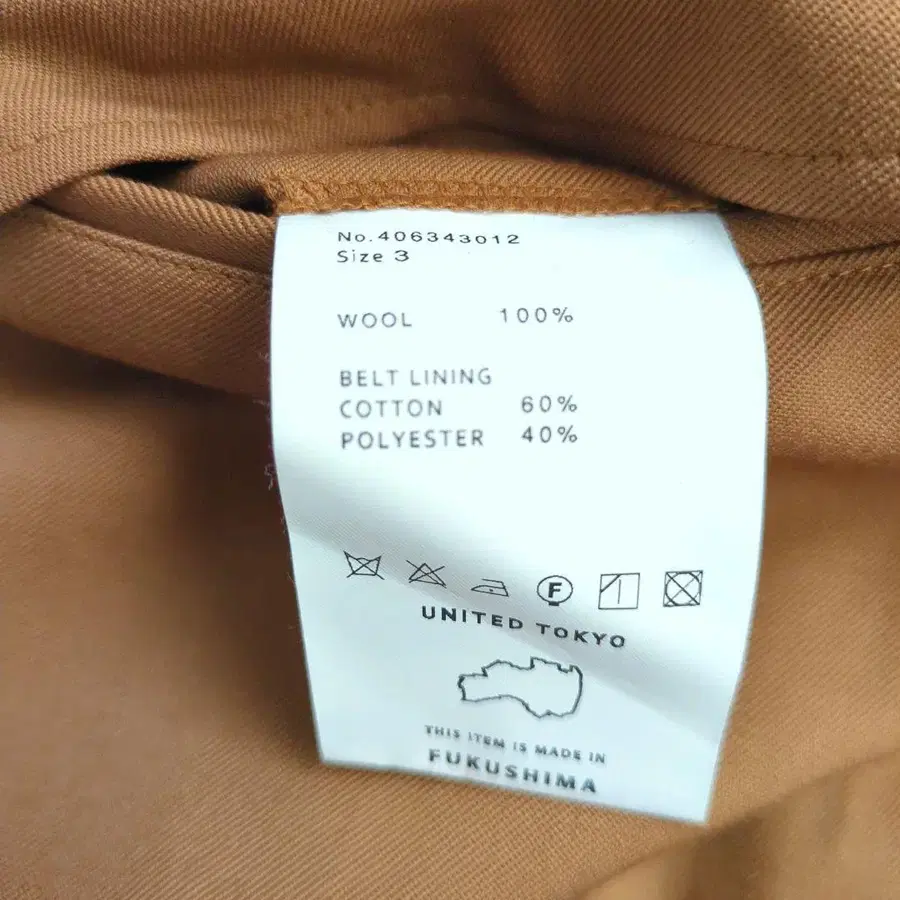 No.406343012
Size 3
WOOL 100%
BELT LINING
COTTON 60%
POLYESTER 40%
F
UNITED TOKYO
THIS ITEM IS MADE IN
FUKUSHIMA